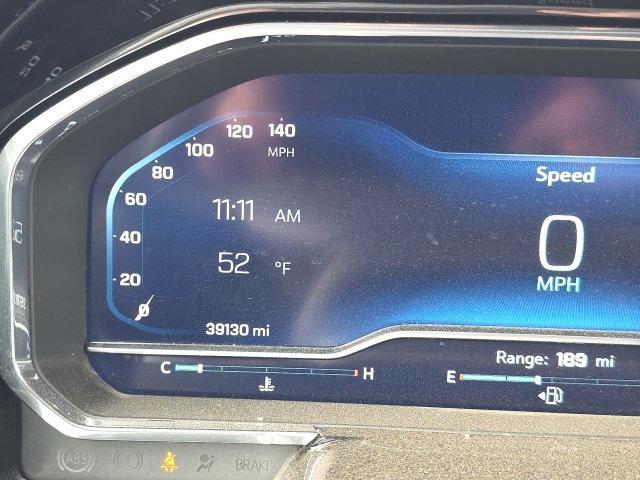 120 140
MPH
100
80
60
40
20
0
11:11 AM
52 °F
39130 mi
Speed
0
MPH
C H
Range: 189 mi
E
ABS
BRAKE